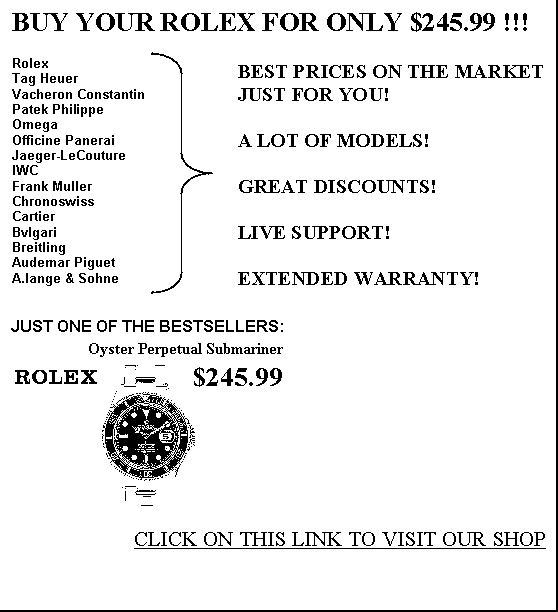 BUY YOUR ROLEX FOR ONLY $245.99 !!!
Rolex
Tag Heuer
Vacheron Constantin
Patek Philippe
Omega
Officine Panerai
Jaeger-LeCouture
IWC
Frank Muller
Chronoswiss
Cartier
Bvlgari
Breitling
Audemar Piguet
A.lange & Sohne
BEST PRICES ON THE MARKET
JUST FOR YOU!
A LOT OF MODELS!
GREAT DISCOUNTS!
LIVE SUPPORT!
EXTENDED WARRANTY!
JUST ONE OF THE BESTSELLERS:
Oyster Perpetual Submariner
ROLEX $245.99
CLICK ON THIS LINK TO VISIT OUR SHOP